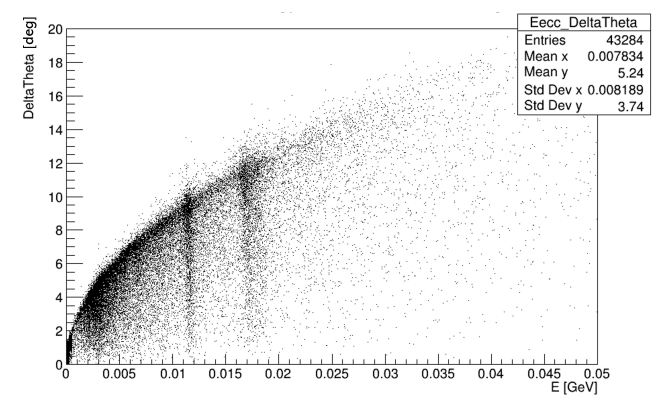 Eecc_DeltaTheta
Entries 43284
Mean x 0.007834
Mean y 5.24
Std Dev x 0.008189
Std Dev y 3.74
DeltaTheta [deg]
20
18
16
14
12
10
8
6
4
2
0
0 0.005 0.01 0.015 0.02 0.025 0.03 0.035 0.04 0.045 0.05
E [GeV]